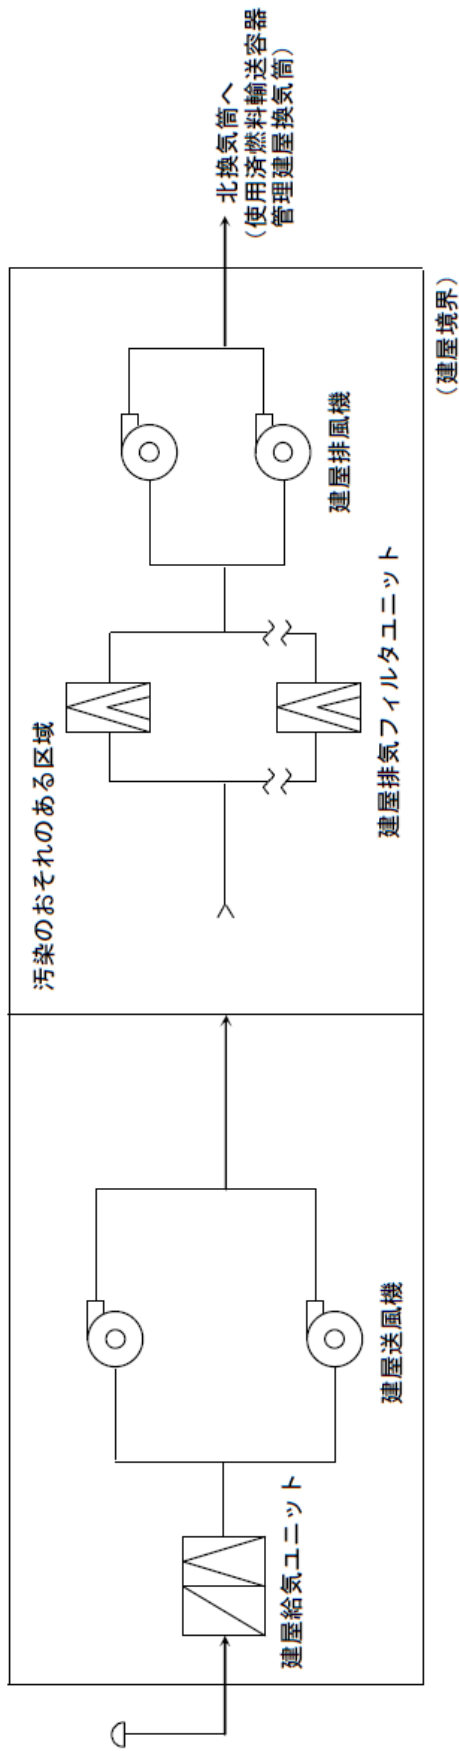 北換気筒へ
(使用済燃料輸送容器
管理建屋換気筒)
(建屋境界)
建屋排風機
建屋排気フィルタユニット
汚染のおそれのある区域
建屋送風機
建屋給気ユニット